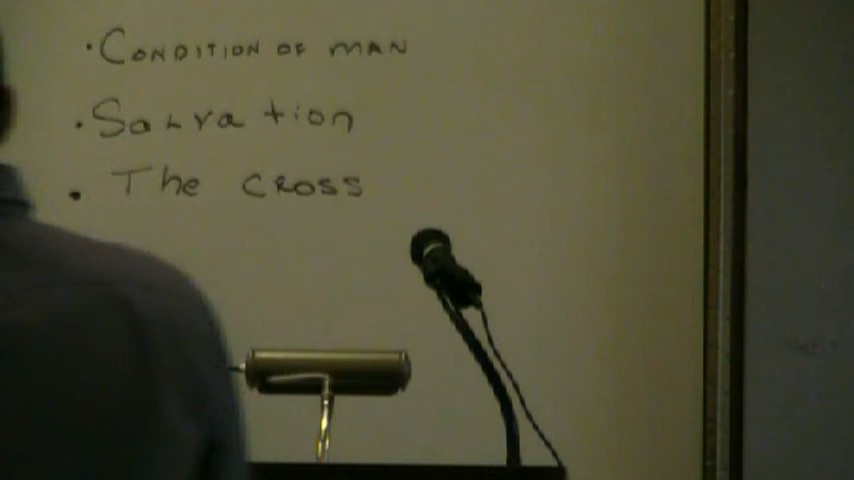 · CONDITION OF MAN
· Salvation
· The CROSS